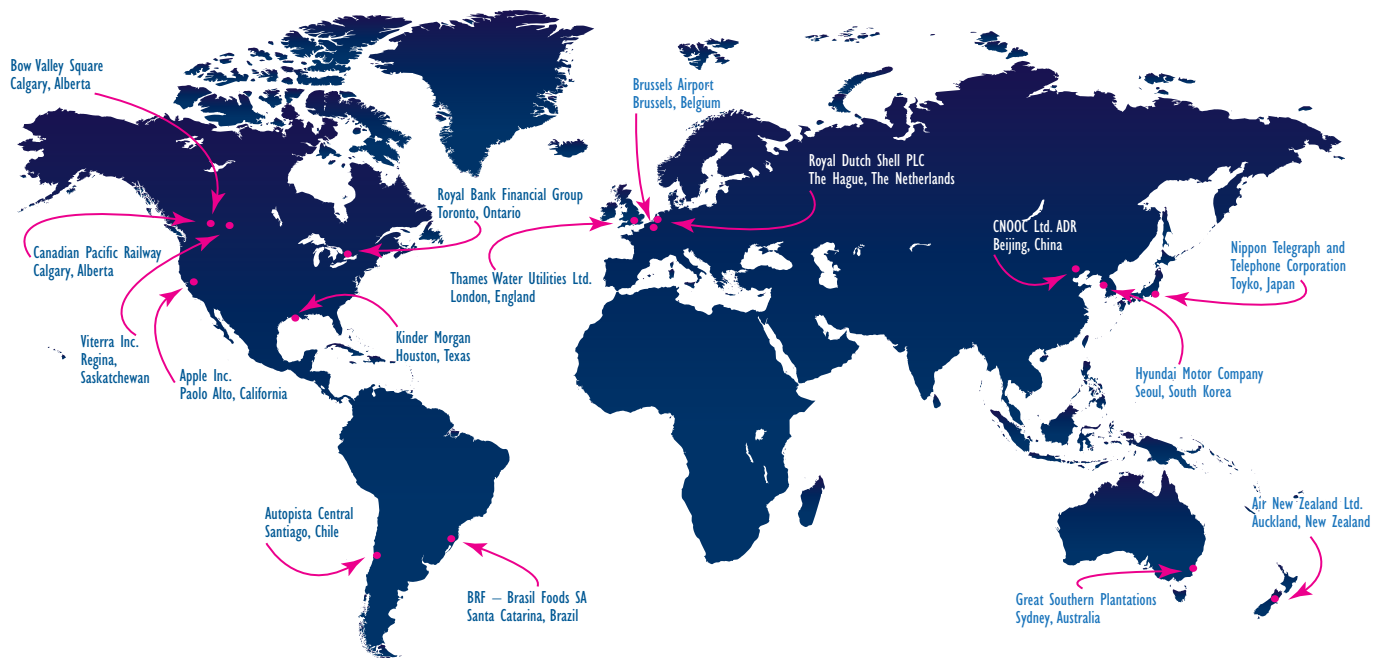 Bow Valley Square
Calgary, Alberta
Brussels Airport
Brussels, Belgium
Royal Dutch Shell PLC
The Hague, The Netherlands
Royal Bank Financial Group
Toronto, Ontario
CNOOC Ltd. ADR
Beijing, China
Canadian Pacific Railway
Calgary, Alberta
Nippon Telegraph and
Telephone Corporation
Toyko, Japan
Thames Water Utilities Ltd.
London, England
Viterra Inc.
Regina,
Saskatchewan
Kinder Morgan
Houston, Texas
Apple Inc.
Paolo Alto, California
Hyundai Motor Company
Seoul, South Korea
Autopista Central
Santiago, Chile
Air New Zealand Ltd.
Auckland, New Zealand
BRF – Brasil Foods SA
Santa Catarina, Brazil
Great Southern Plantations
Sydney, Australia